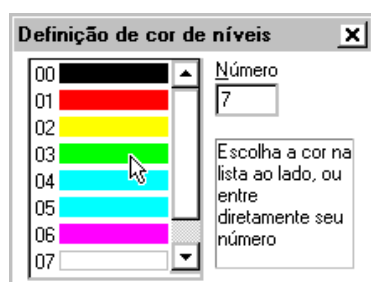 Definição de cor de níveis
00
01
02
03
04
05
06
07
Número
7
Escolha a cor na
lista ao lado, ou
entre
diretamente seu
número